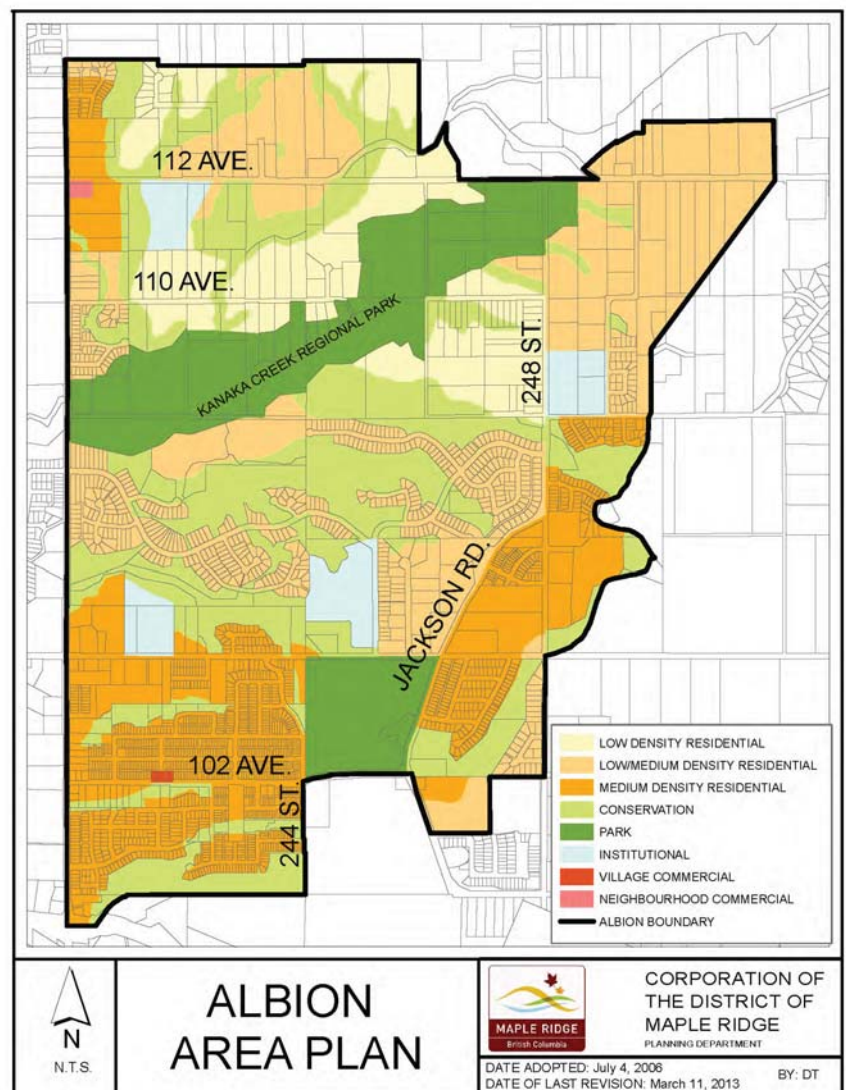 112 AVE.
110 AVE.
KANAKA CREEK REGIONAL PARK
248 ST.
JACKSON RD.
102 AVE.
244 ST.
LOW DENSITY RESIDENTIAL
LOW/MEDIUM DENSITY RESIDENTIAL
MEDIUM DENSITY RESIDENTIAL
CONSERVATION
PARK
INSTITUTIONAL
VILLAGE COMMERCIAL
NEIGHBOURHOOD COMMERCIAL
ALBION BOUNDARY
N
N.T.S.
ALBION
AREA PLAN
MAPLE RIDGE
British Columbia
CORPORATION OF
THE DISTRICT OF
MAPLE RIDGE
PLANNING DEPARTMENT
DATE ADOPTED: July 4, 2006
DATE OF LAST REVISION: March 11, 2013
BY: DT